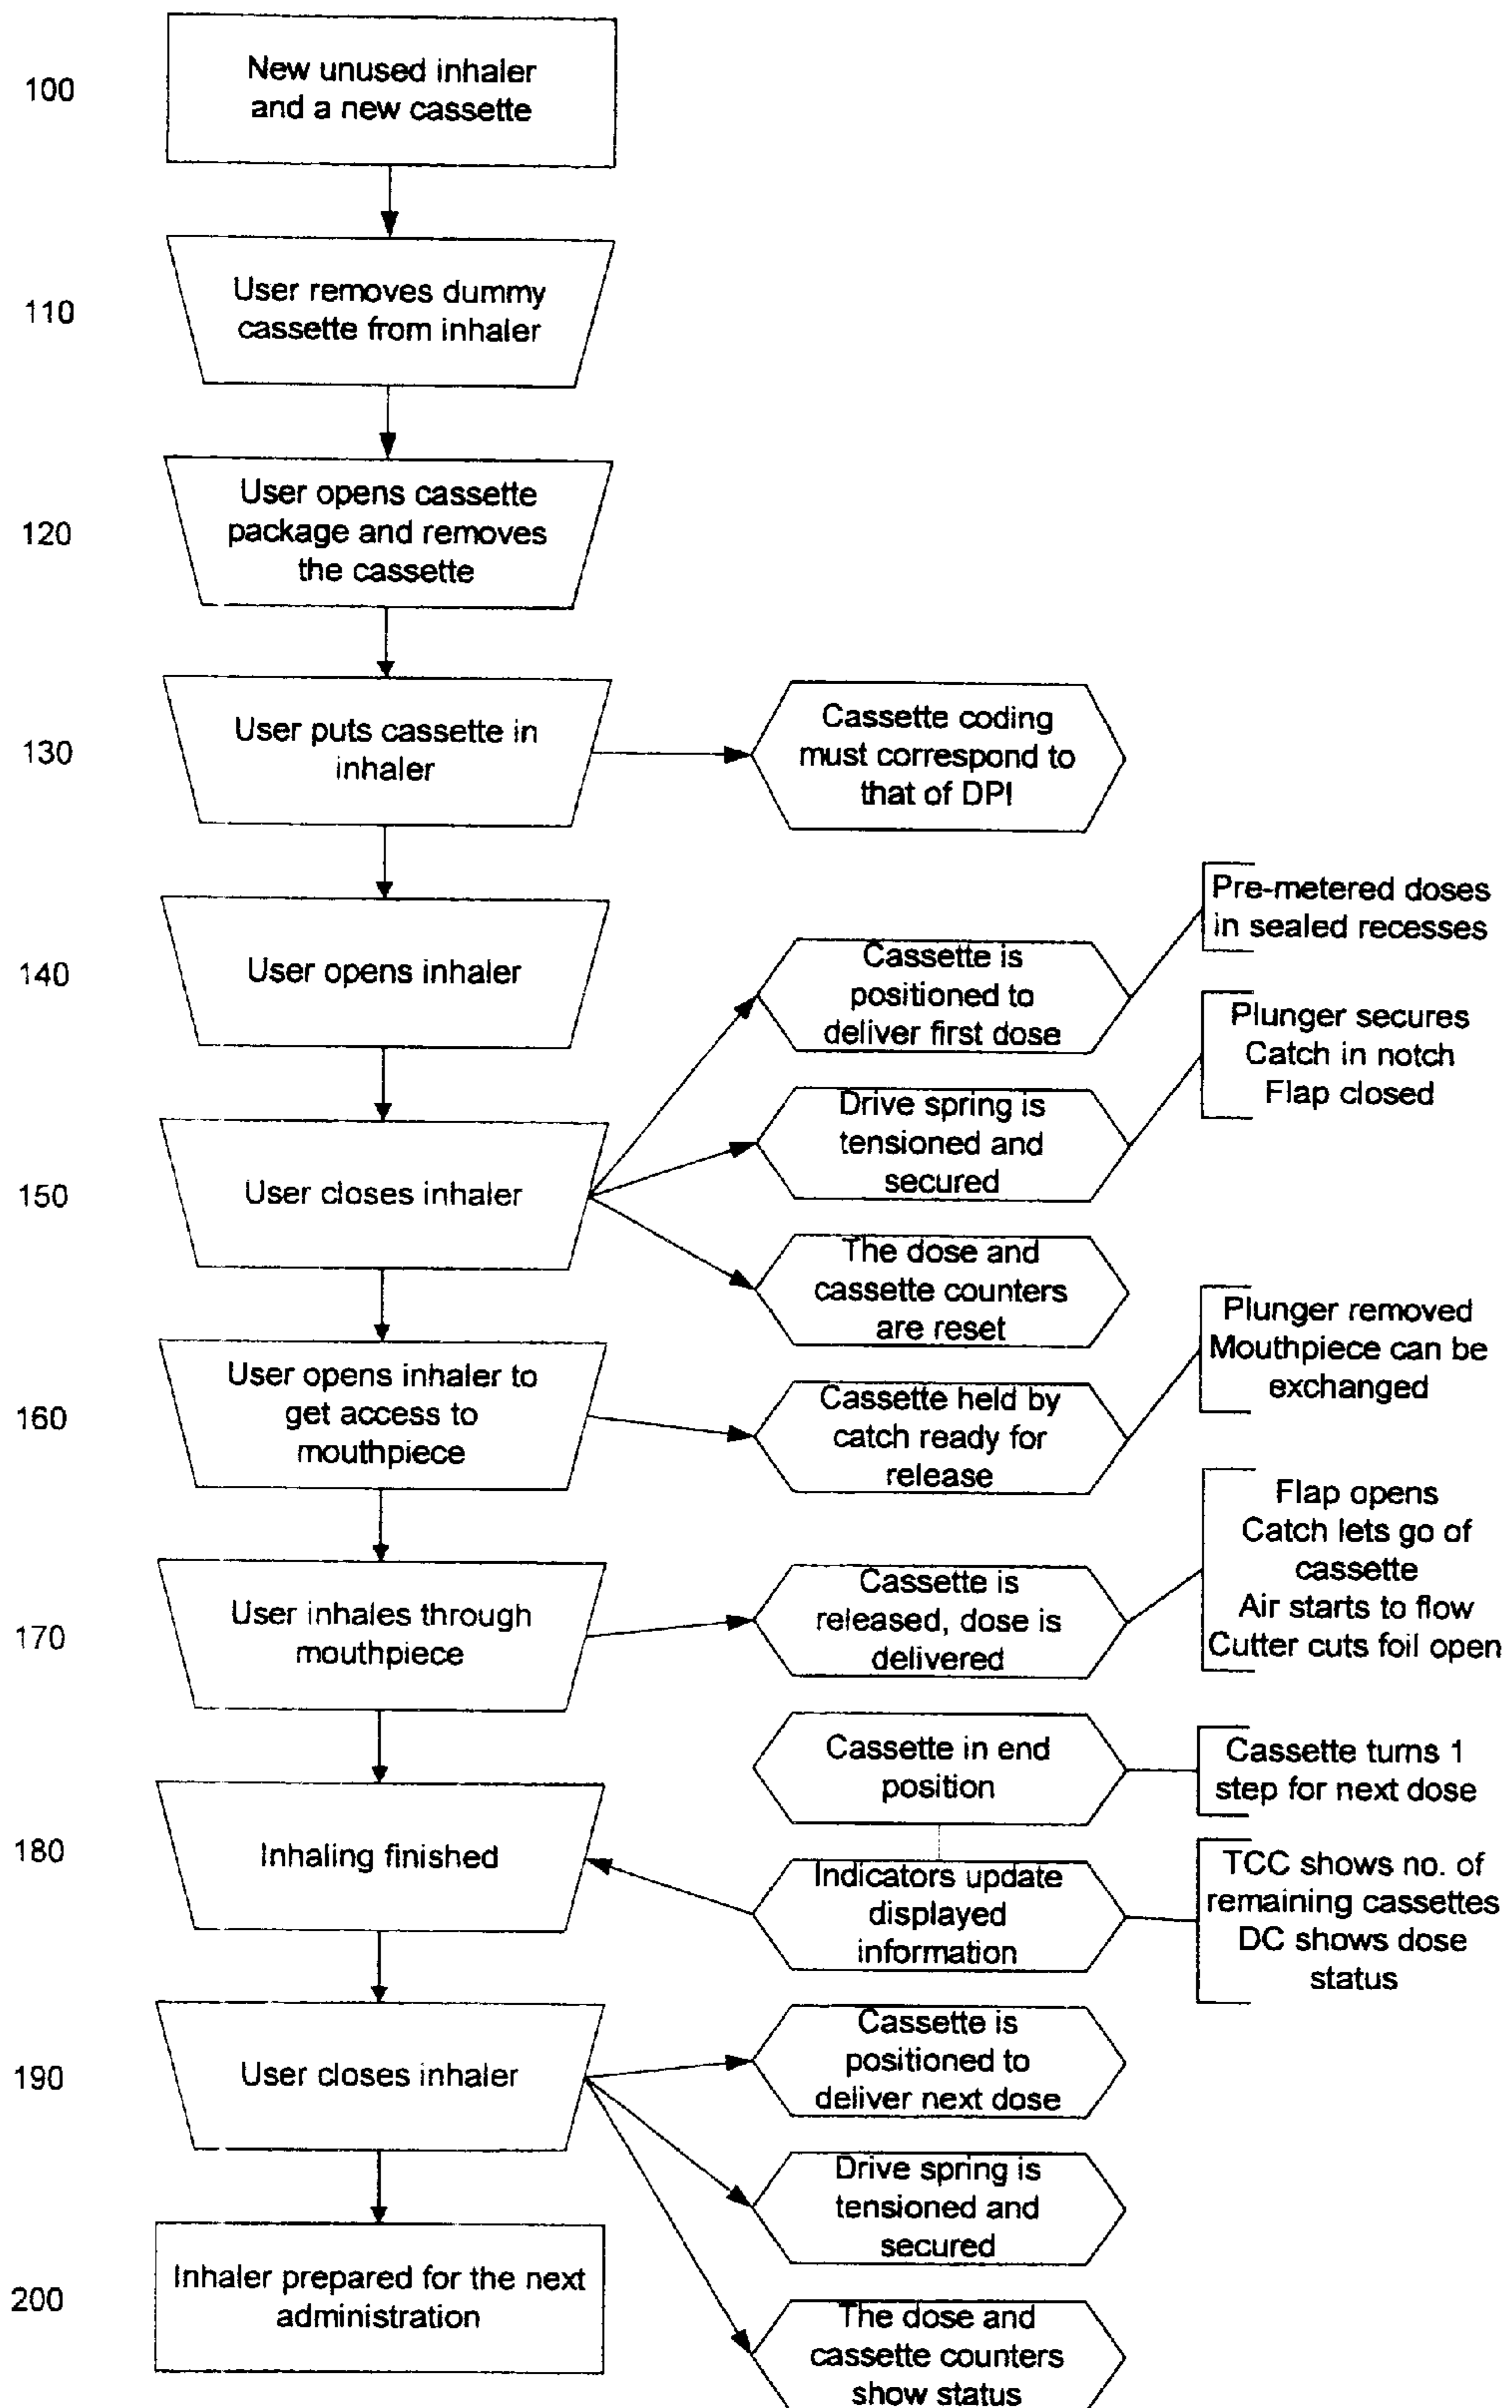 100
New unused inhaler
and a new cassette
110
User removes dummy
cassette from inhaler
120
User opens cassette
package and removes
the cassette
130
User puts cassette in
inhaler
Cassette coding
must correspond to
that of DPI
140
User opens inhaler
150
User closes inhaler
Cassette is
positioned to
deliver first dose
Pre-metered doses
in sealed recesses
Drive spring is
tensioned and
secured
Plunger secures
Catch in notch
Flap closed
The dose and
cassette counters
are reset
160
User opens inhaler to
get access to
mouthpiece
Cassette held by
catch ready for
release
Plunger removed
Mouthpiece can be
exchanged
170
User inhales through
mouthpiece
Cassette is
released, dose is
delivered
Flap opens
Catch lets go of
cassette
Air starts to flow
Cutter cuts foil open
Cassette in end
position
Cassette turns 1
step for next dose
180
Inhaling finished
Indicators update
displayed
information
TCC shows no. of
remaining cassettes
DC shows dose
status
190
User closes inhaler
Cassette is
positioned to
deliver next dose
Drive spring is
tensioned and
secured
The dose and
cassette counters
show status
200
Inhaler prepared for the next
administration